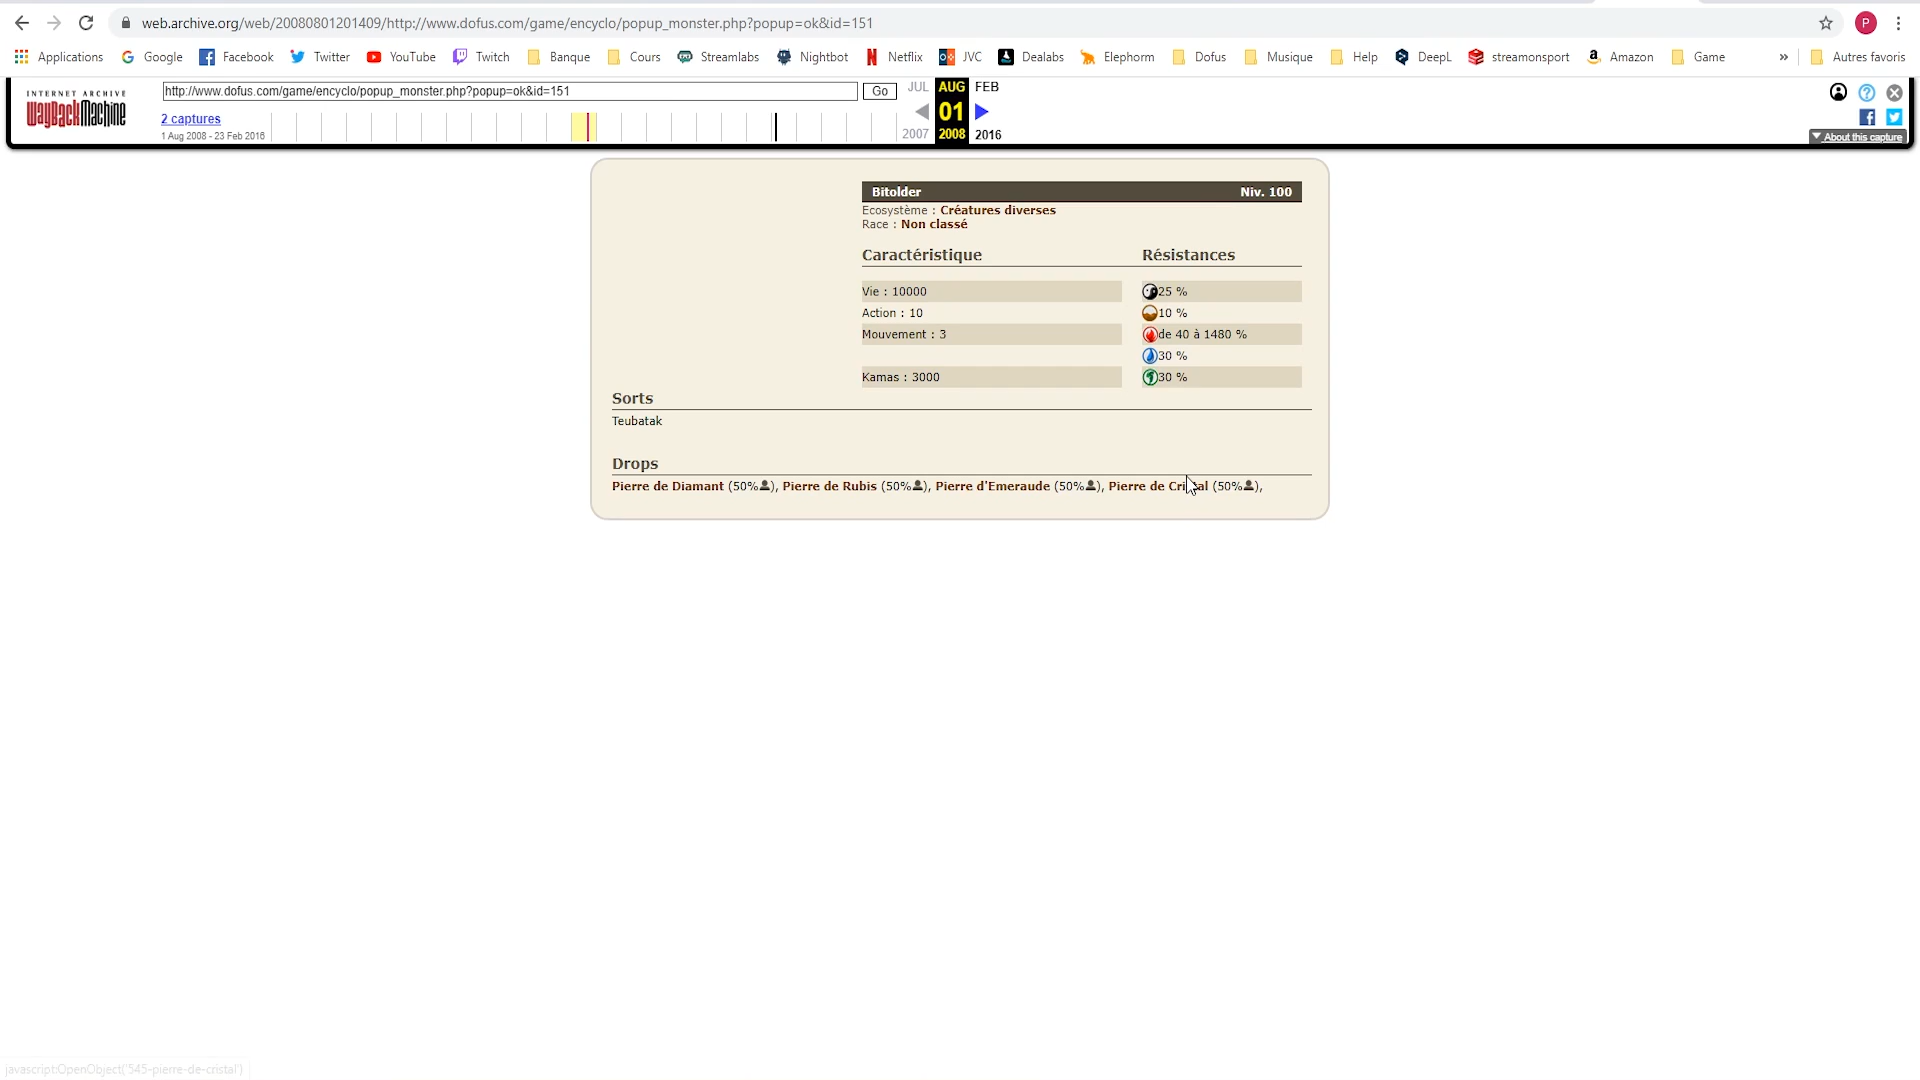 web.archive.org/web/20080801201409/http://www.dofus.com/game/encyclo/popup_monster.php?popup=ok&id=151
P
Applications Google Facebook Twitter YouTube Twitch Banque Cours Streamlabs Nightbot Netflix JVC Dealabs Elephorm Dofus Musique Help DeepL streamonsport Amazon Game » Autres favoris
INTERNET ARCHIVE
WayBackMachine
http://www.dofus.com/game/encyclo/popup_monster.php?popup=ok&id=151 Go
2 captures
1 Aug 2008 - 23 Feb 2016
JUL AUG FEB
01
2007 2008 2016
About this capture
Bitolder Niv. 100
Ecosystème : Créatures diverses
Race : Non classé
Caractéristique Résistances
Vie : 10000 25 %
Action : 10 10 %
Mouvement : 3 de 40 à 1480 %
30 %
Kamas : 3000 30 %
Sorts
Teubatak
Drops
Pierre de Diamant (50%), Pierre de Rubis (50%), Pierre d'Emeraude (50%), Pierre de Cristal (50%),
javascript:OpenObject('545-pierre-de-cristal')